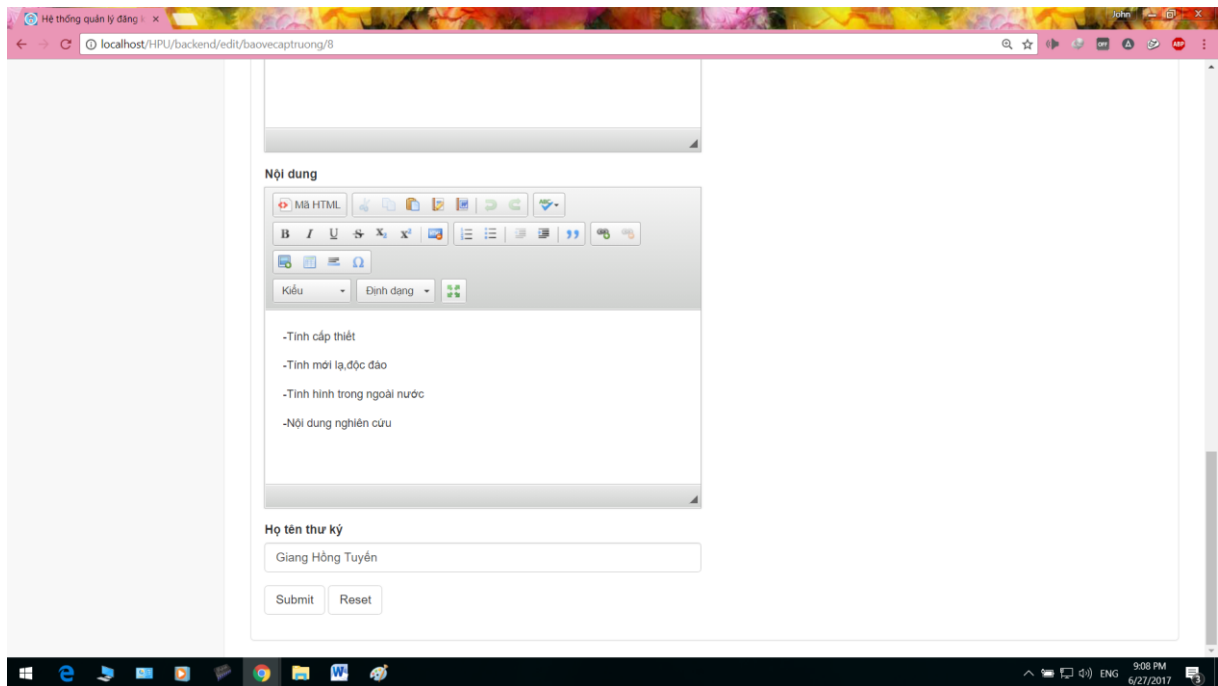 Hệ thống quản lý đăng k
John
localhost/HPU/backend/edit/baovecaptruong/8
Nội dung
Mã HTML
B I U S X₂ X²
Ω
Kiểu Định dạng
-Tính cấp thiết
-Tính mới lạ,độc đáo
-Tình hình trong ngoài nước
-Nội dung nghiên cứu
Họ tên thư ký
Giang Hồng Tuyến
Submit Reset
ENG
9:08 PM
6/27/2017